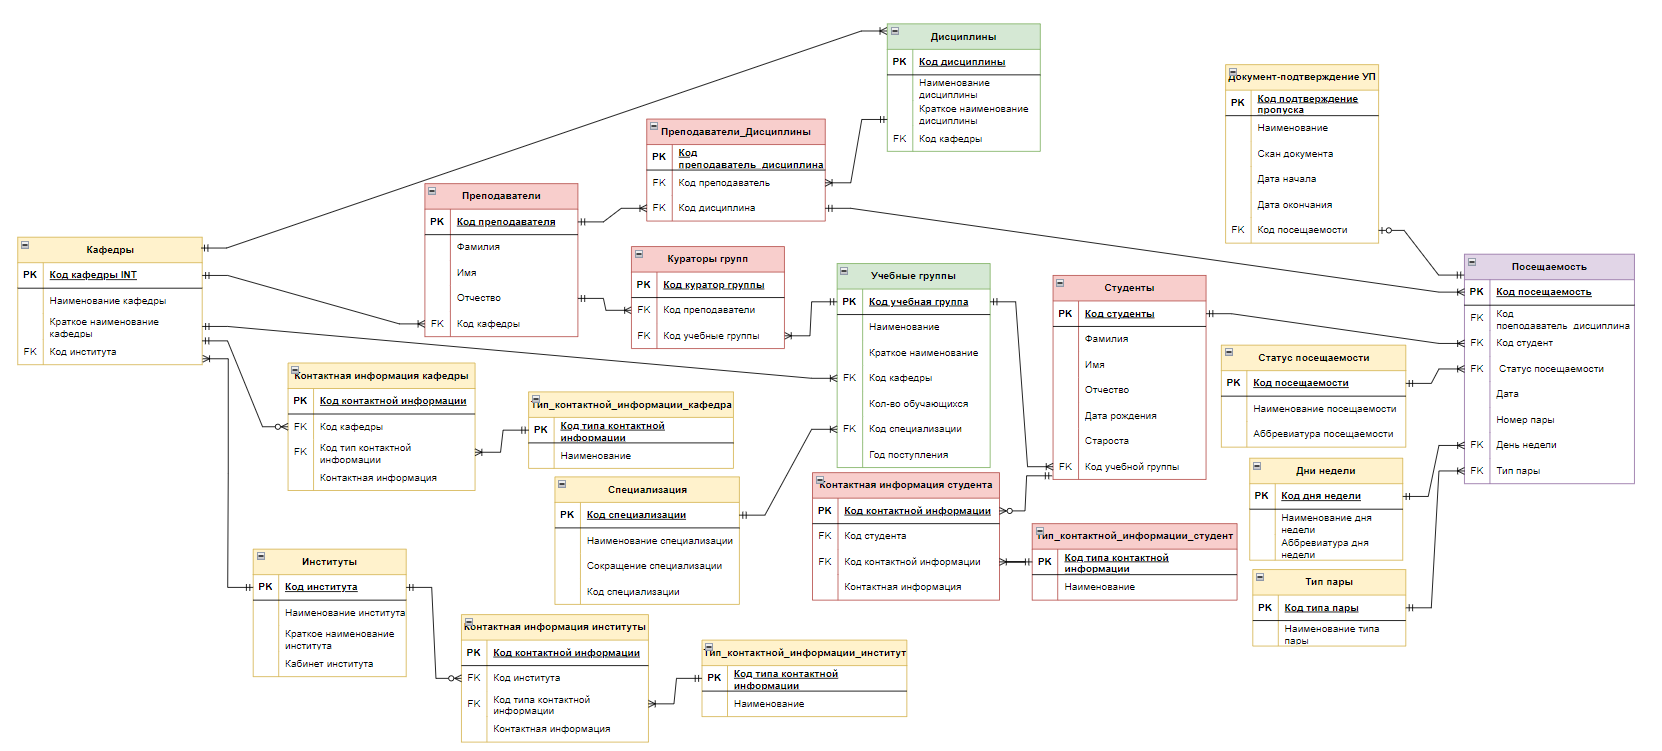 Дисциплины
PK Код дисциплины
Наименование
дисциплины
Краткое наименование
дисциплины
FK Код кафедры
Документ-подтверждение УП
PK Код подтверждение
пропуска
Наименование
Скан документа
Дата начала
Дата окончания
FK Код посещаемости
Преподаватели_Дисциплины
PK Код
преподаватель_дисциплина
FK Код преподаватель
FK Код дисциплина
Преподаватели
PK Код преподавателя
Фамилия
Имя
Отчество
FK Код кафедры
Кафедры
PK Код кафедры INT
Наименование кафедры
Краткое наименование
кафедры
FK Код института
Кураторы групп
PK Код куратор группы
FK Код преподаватели
FK Код учебные группы
Учебные группы
PK Код учебная группа
Наименование
Краткое наименование
FK Код кафедры
Кол-во обучающихся
FK Код специализации
Год поступления
Студенты
PK Код студенты
Фамилия
Имя
Отчество
Дата рождения
Староста
FK Код учебной группы
Посещаемость
PK Код посещаемость
FK Код
преподаватель_дисциплина
FK Код студент
FK Статус посещаемости
Дата
Номер пары
FK День недели
FK Тип пары
Статус посещаемости
PK Код посещаемости
Наименование посещаемости
Аббревиатура посещаемости
Контактная информация кафедры
PK Код контактной информации
FK Код кафедры
FK Код тип контактной
информации
Контактная информация
Тип_контактной_информации_кафедра
PK Код типа контактной
информации
Наименование
Дни недели
PK Код дня недели
Наименование дня
недели
Аббревиатура дня
недели
Специализация
PK Код специализации
Наименование специализации
Сокращение специализации
Код специализации
Контактная информация студента
PK Код контактной информации
FK Код студента
FK Код контактной информации
Контактная информация
Тип_контактной_информации_студент
PK Код типа контактной
информации
Наименование
Институты
PK Код института
Наименование института
Краткое наименование
института
Кабинет института
Тип пары
PK Код типа пары
Наименование типа
пары
Контактная информация институты
PK Код контактной информации
FK Код института
FK Код типа контактной
информации
Контактная информация
Тип_контактной_информации_институт
PK Код типа контактной
информации
Наименование